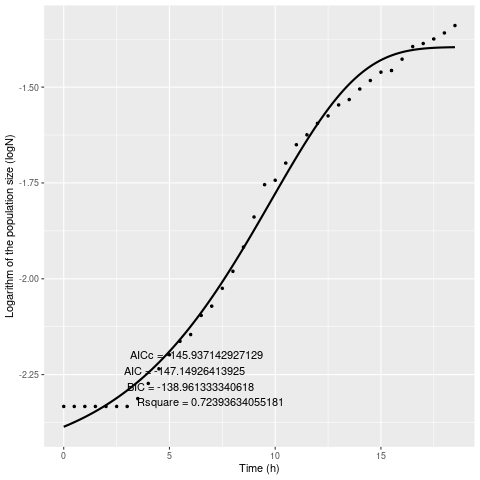 -1.50
-1.75
-2.00
-2.25
Logarithm of the population size (logN)
AICc = -145.937142927129
AIC = -147.14926413925
BIC = -138.961333340618
Rsquare = 0.72393634055181
0 5 10 15
Time (h)